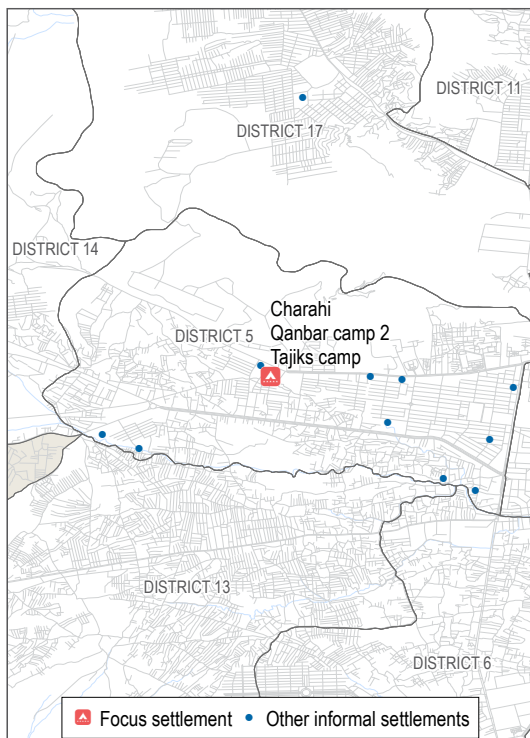 DISTRICT 11
DISTRICT 17
DISTRICT 14
Charahi
DISTRICT 5
Qanbar camp 2
Tajiks camp
DISTRICT 13
DISTRICT 6
Focus settlement
Other informal settlements